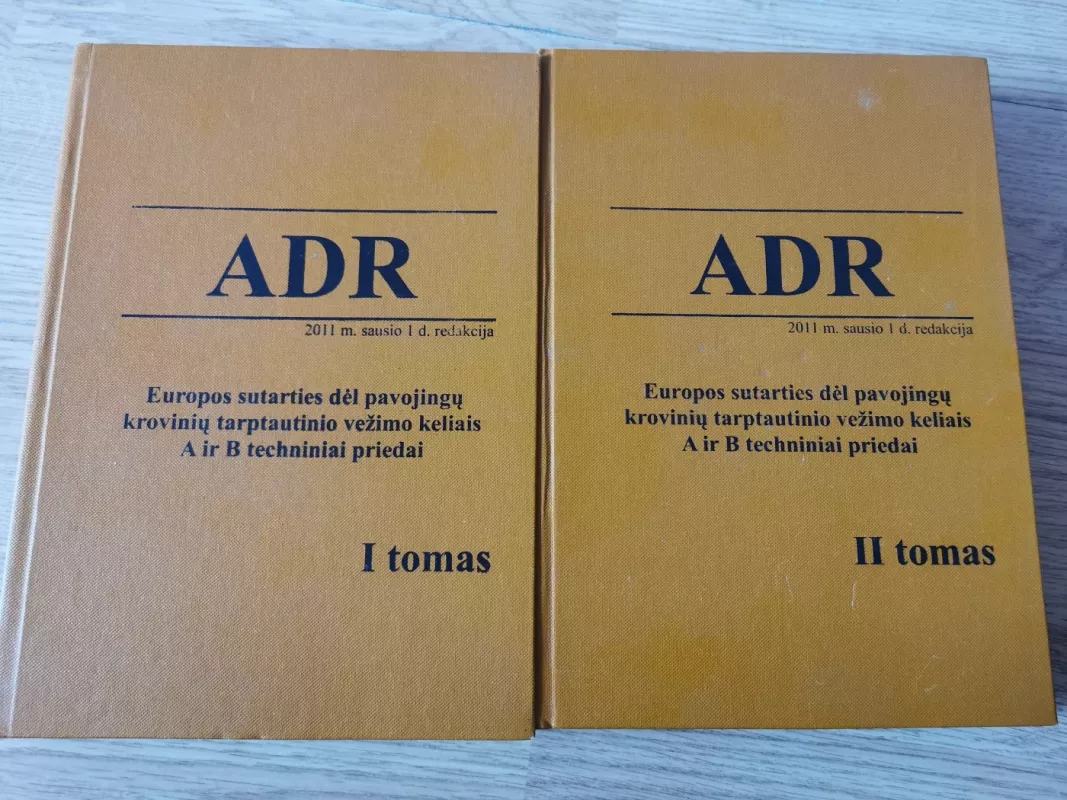 ADR
2011 m. sausio 1 d. redakcija
Europos sutarties dėl pavojingų
krovinių tarptautinio vežimo keliais
A ir B techniniai priedai
I tomas
ADR
2011 m. sausio 1 d. redakcija
Europos sutarties dėl pavojingų
krovinių tarptautinio vežimo keliais
A ir B techniniai priedai
II tomas